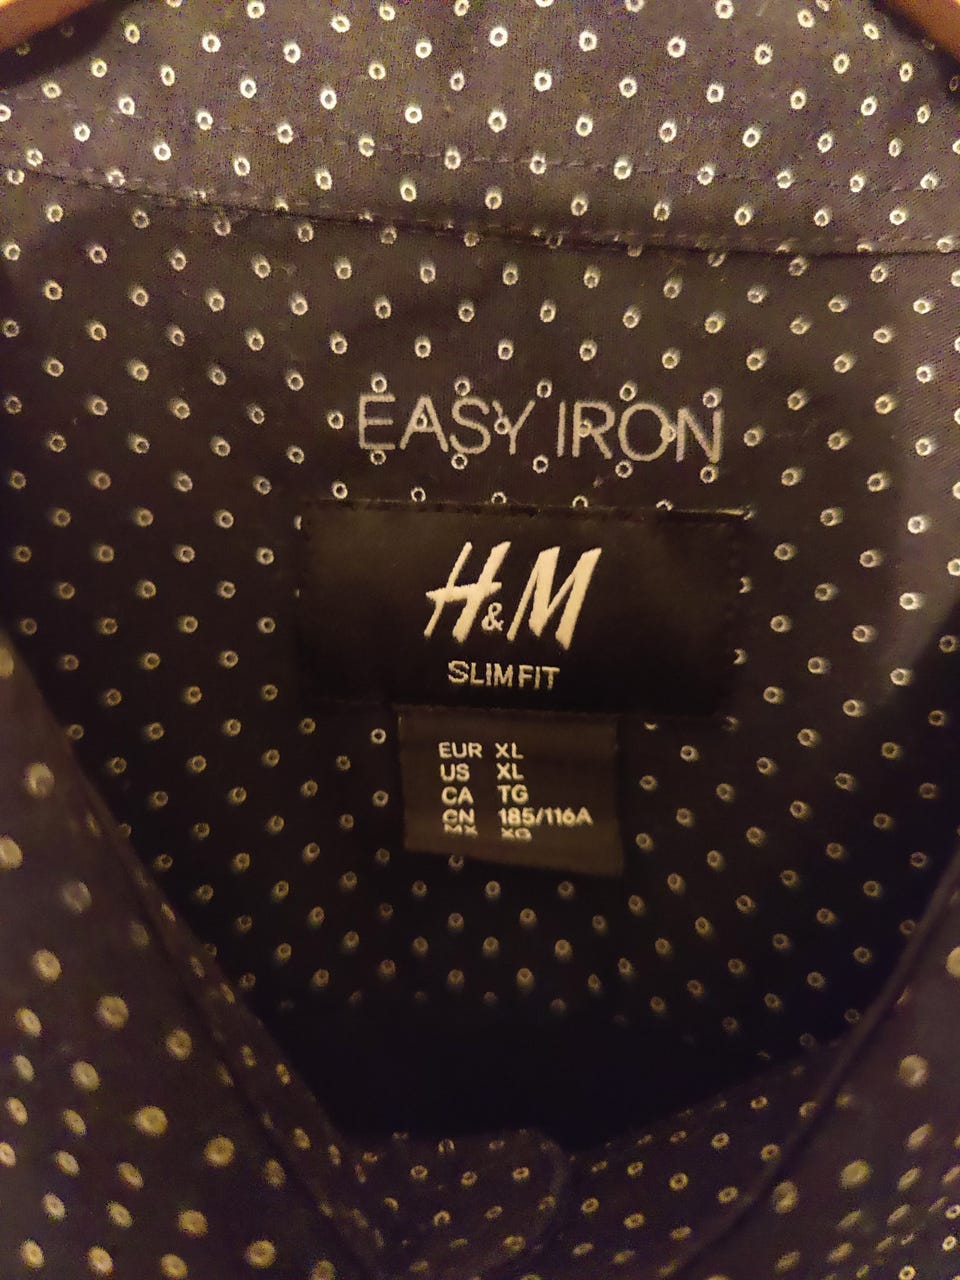 EASY IRON
H&M
SLIM FIT
EUR XL
US XL
CA TG
CN 185/116A
MX XG